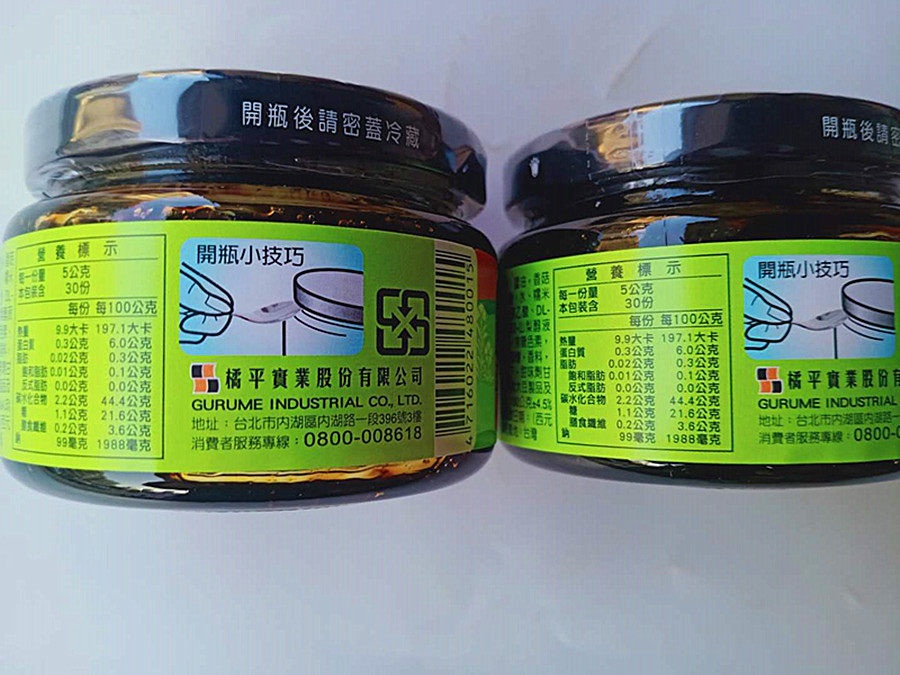 開瓶後請密蓋冷藏
營養標示
每一份量 5公克
本包裝含 30份
每份 每100公克
熱量 9.9大卡 197.1大卡
蛋白質 0.3公克 6.0公克
脂肪 0.02公克 0.3公克
飽和脂肪 0.01公克 0.1公克
反式脂肪 0.0公克 0.0公克
碳水化合物 2.2公克 44.4公克
糖 1.1公克 21.6公克
膳食纖維 0.2公克 3.6公克
鈉 99毫克 1988毫克
開瓶小技巧
橘平實業股份有限公司
GURUME INDUSTRIAL CO., LTD.
地址：台北市內湖區內湖路一段396號3樓
消費者服務專線：0800-008618
4716022480015
開瓶後請密
油，香菇
水、糯米
DL-
營養標示
每一份量 5公克
本包裝含 30份
每份 每100公克
熱量 9.9大卡 197.1大卡
蛋白質 0.3公克 6.0公克
脂肪 0.02公克 0.3公克
飽和脂肪 0.01公克 0.1公克
反式脂肪 0.0公克 0.0公克
碳水化合物 2.2公克 44.4公克
糖 1.1公克 21.6公克
膳食纖維 0.2公克 3.6公克
鈉 99毫克 1988毫克
開瓶小技巧
橘平實業股份有
GURUME INDUSTRIAL
地址：台北市內湖區內湖路一
消費者服務專線：0800-0